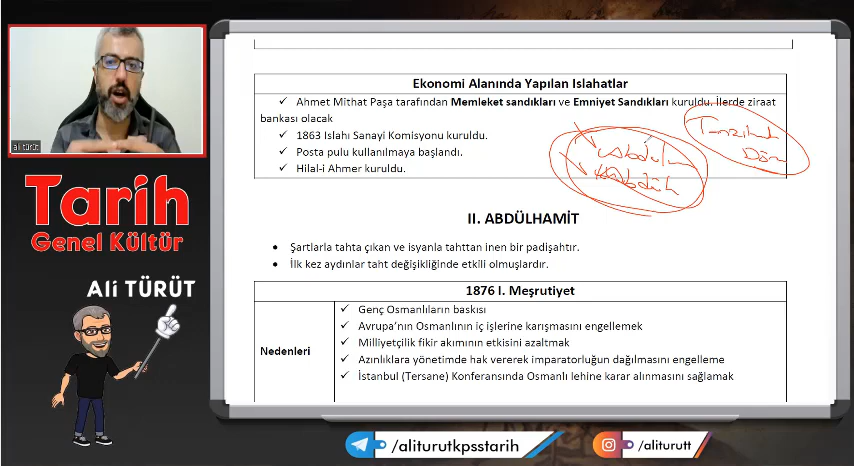 ali türüt
Tarih
Genel Kültür
Ali TÜRÜT
Ekonomi Alanında Yapılan Islahatlar
✓ Ahmet Mithat Paşa tarafından Memleket sandıkları ve Emniyet Sandıkları kuruldu. İlerde ziraat
bankası olacak
✓ 1863 Islahı Sanayi Komisyonu kuruldu.
✓ Posta pulu kullanılmaya başlandı.
✓ Hilal-i Ahmer kuruldu.
II. ABDÜLHAMİT
• Şartlarla tahta çıkan ve isyanla tahttan inen bir padişahtır.
• İlk kez aydınlar taht değişikliğinde etkili olmuşlardır.
1876 I. Meşrutiyet
Nedenleri
✓ Genç Osmanlıların baskısı
✓ Avrupa'nın Osmanlının iç işlerine karışmasını engellemek
✓ Milliyetçilik fikir akımının etkisini azaltmak
✓ Azınlıklara yönetimde hak vererek imparatorluğun dağılmasını engelleme
✓ İstanbul (Tersane) Konferansında Osmanlı lehine karar alınmasını sağlamak
/aliturutkpsstarih
/aliturutt